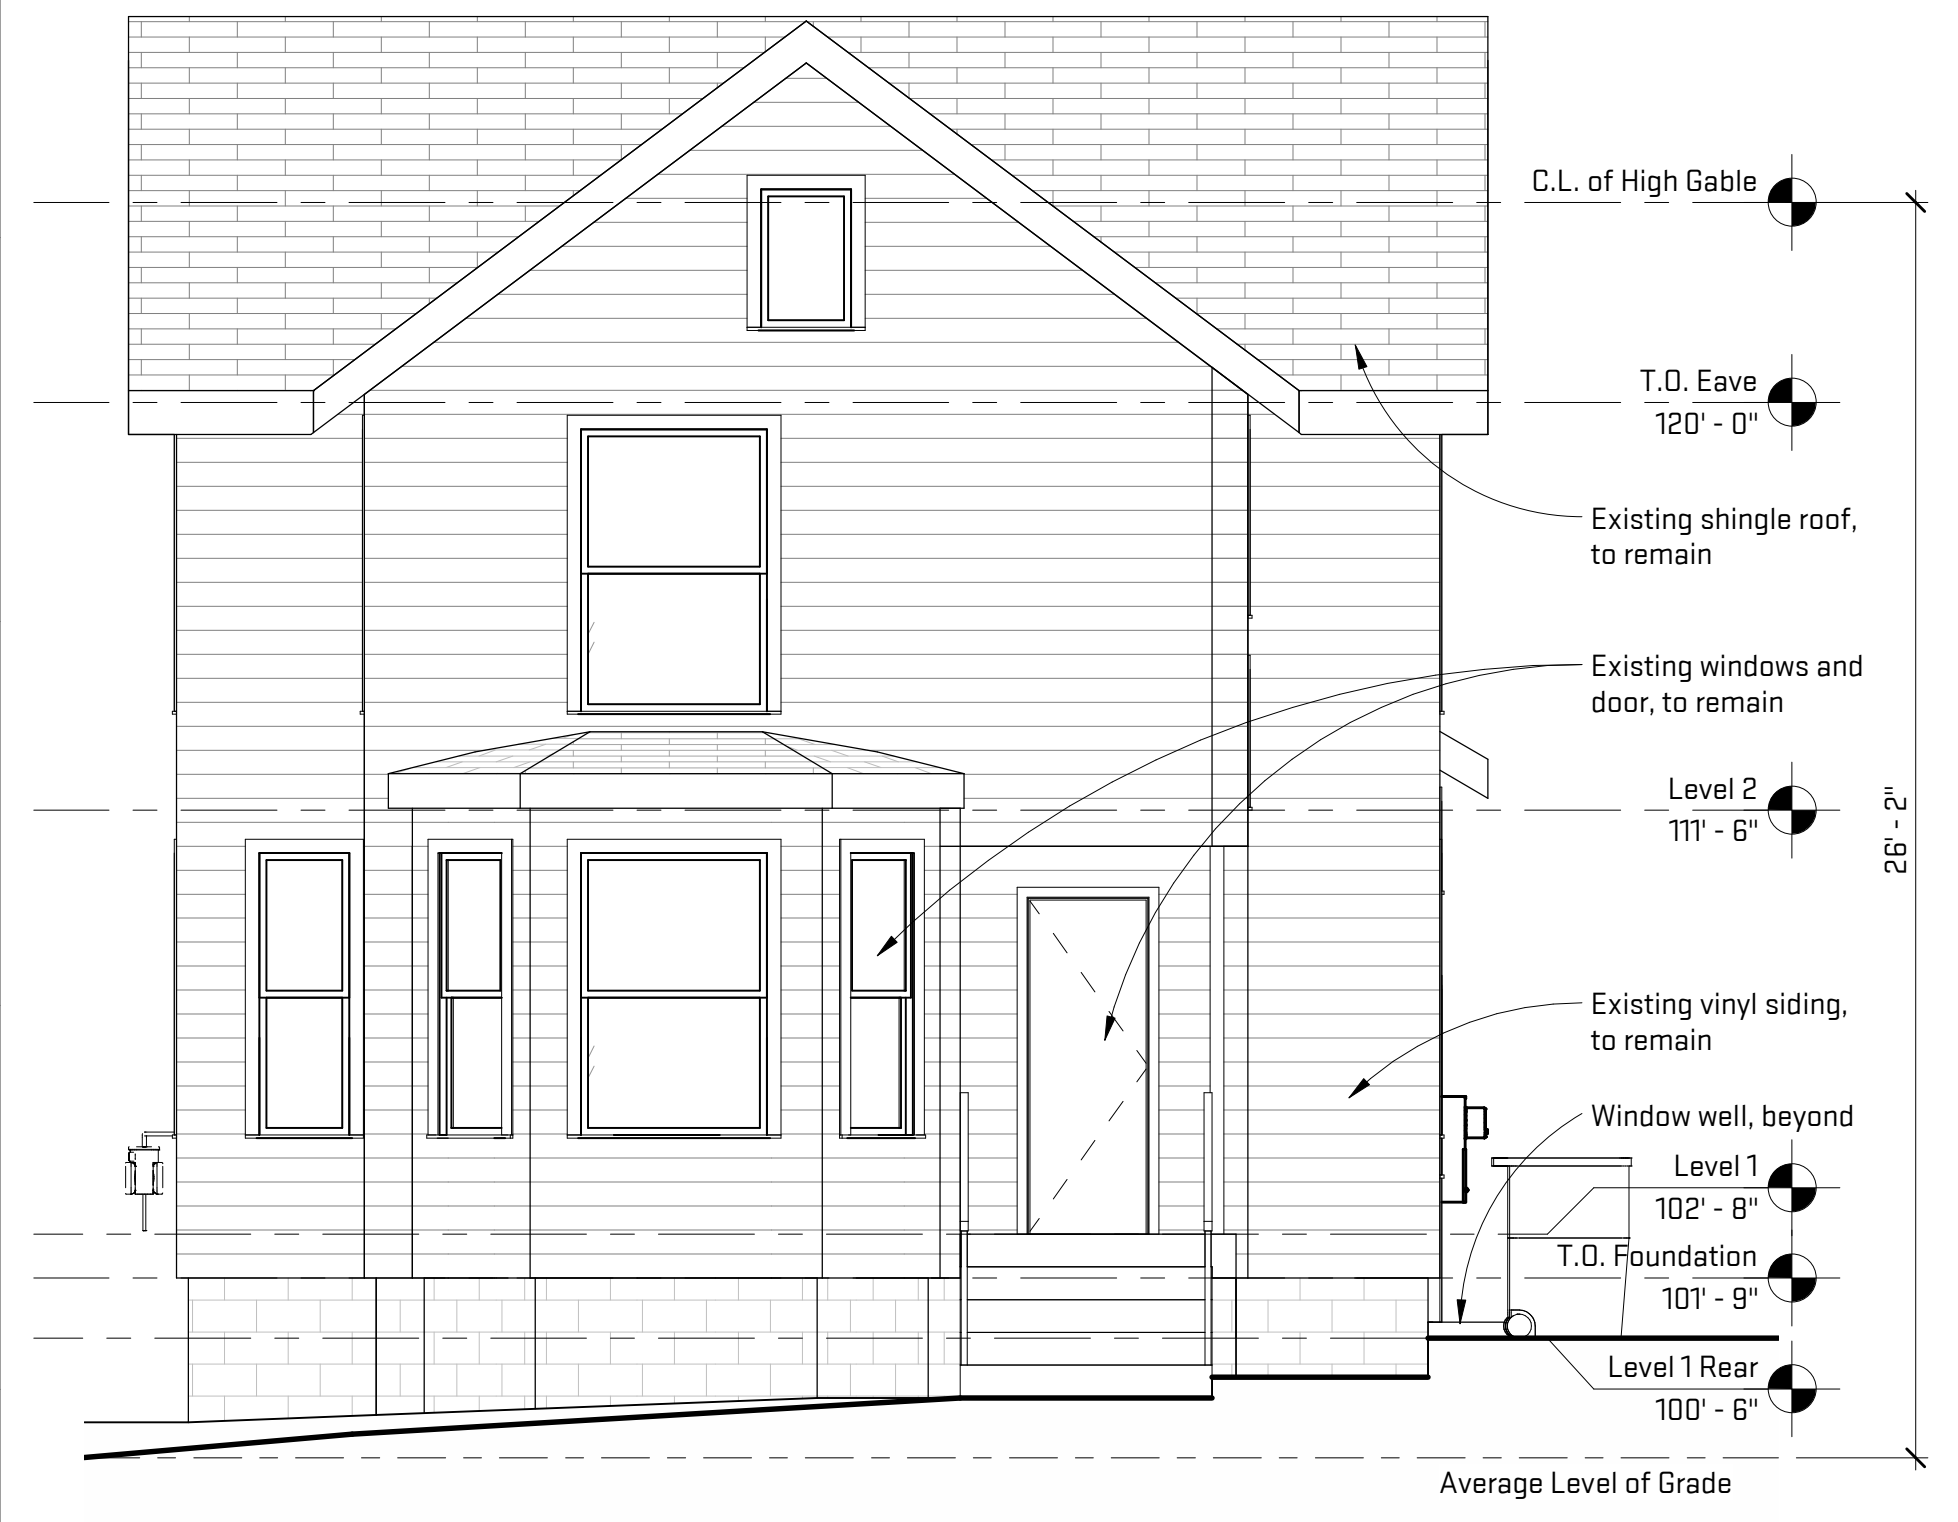 C.L. of High Gable
T.O. Eave
120' - 0"
Existing shingle roof,
to remain
Existing windows and
door, to remain
Level 2
111' - 6"
26' - 2"
Existing vinyl siding,
to remain
Window well, beyond
Level 1
102' - 8"
T.O. Foundation
101' - 9"
Level 1 Rear
100' - 6"
Average Level of Grade